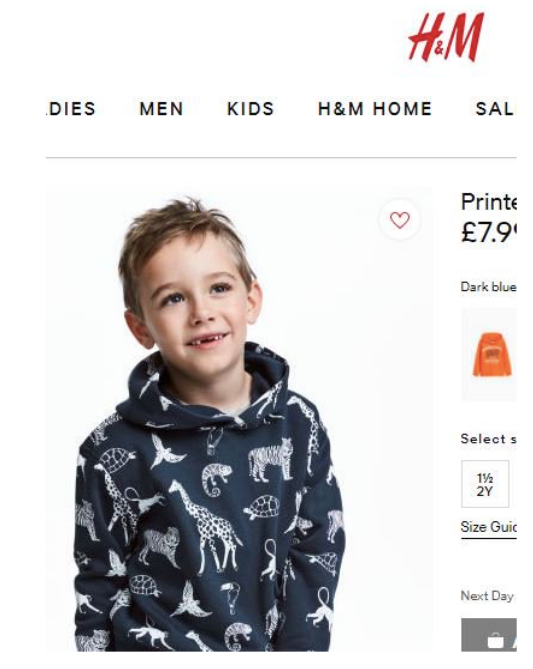 H&M
DIES MEN KIDS H&M HOME SAL
Printe
£7.9
Dark blue
Select s
1½
2Y
Size Guid
Next Day